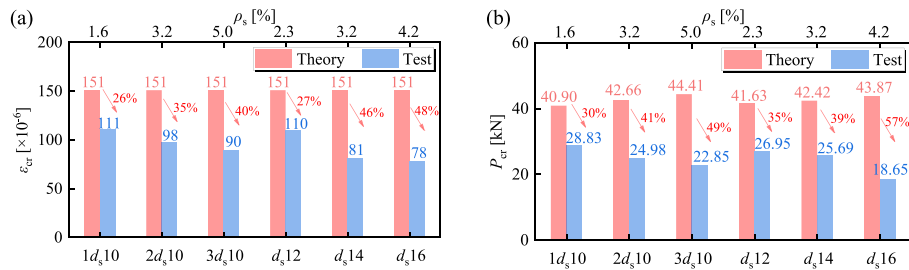 (a)
ρs [%]
1.6 3.2 5.0 2.3 3.2 4.2
Theory Test
εcr [×10-6]
200
150
100
50
0
151 151 151 151 151 151
26% 35% 40% 27% 46% 48%
111 98 90 110 81 78
1ds10 2ds10 3ds10 ds12 ds14 ds16
(b)
ρs [%]
1.6 3.2 5.0 2.3 3.2 4.2
Theory Test
Pcr [kN]
60
40
20
0
40.90 42.66 44.41 41.63 42.42 43.87
30% 41% 49% 35% 39% 57%
28.83 24.98 22.85 26.95 25.69 18.65
1ds10 2ds10 3ds10 ds12 ds14 ds16